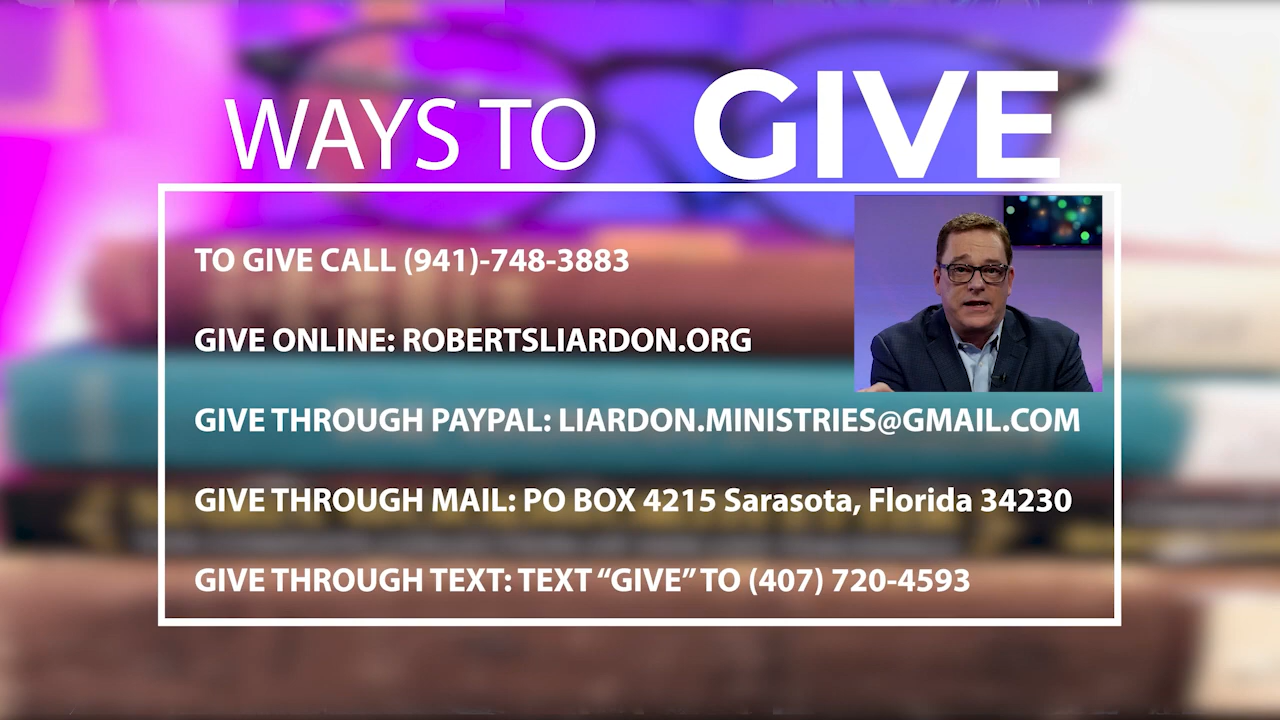 WAYS TO GIVE
TO GIVE CALL (941)-748-3883
GIVE ONLINE: ROBERTSLIARDON.ORG
GIVE THROUGH PAYPAL: LIARDON.MINISTRIES@GMAIL.COM
GIVE THROUGH MAIL: PO BOX 4215 Sarasota, Florida 34230
GIVE THROUGH TEXT: TEXT “GIVE” TO (407) 720-4593